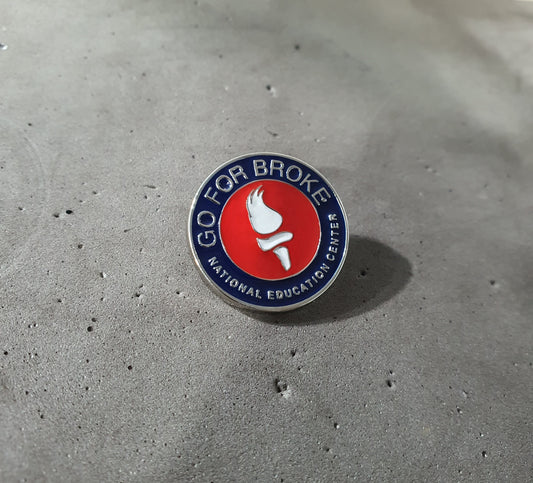 GO FOR BROKE
NATIONAL EDUCATION CENTER